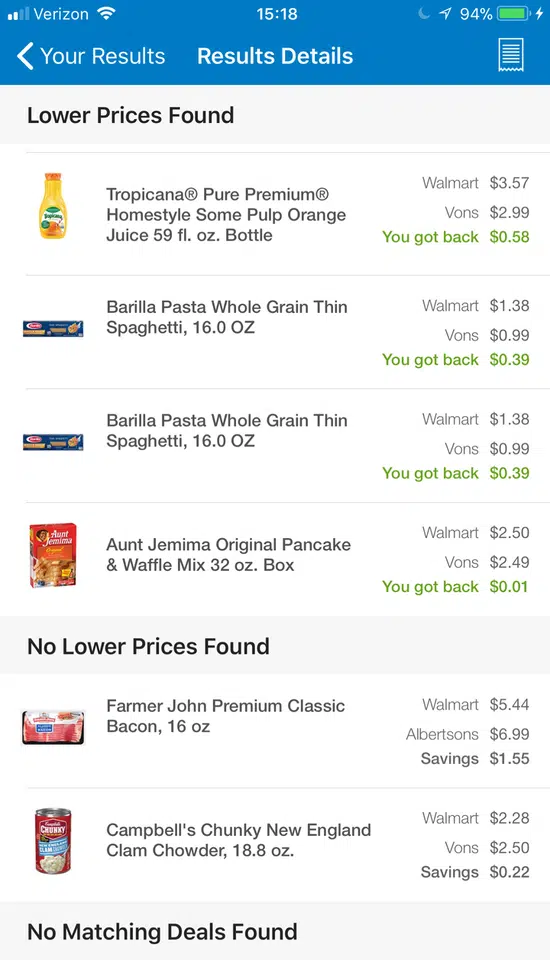 Verizon 15:18 94%
Your Results Results Details
Lower Prices Found
Tropicana® Pure Premium®
Homestyle Some Pulp Orange
Juice 59 fl. oz. Bottle
Walmart $3.57
Vons $2.99
You got back $0.58
Barilla Pasta Whole Grain Thin
Spaghetti, 16.0 OZ
Walmart $1.38
Vons $0.99
You got back $0.39
Barilla Pasta Whole Grain Thin
Spaghetti, 16.0 OZ
Walmart $1.38
Vons $0.99
You got back $0.39
Aunt Jemima
Original
Aunt Jemima Original Pancake
& Waffle Mix 32 oz. Box
Walmart $2.50
Vons $2.49
You got back $0.01
No Lower Prices Found
Farmer John Premium Classic
Bacon, 16 oz
Walmart $5.44
Albertsons $6.99
Savings $1.55
Campbell's
CHUNKY
Campbell's Chunky New England
Clam Chowder, 18.8 oz.
Walmart $2.28
Vons $2.50
Savings $0.22
No Matching Deals Found